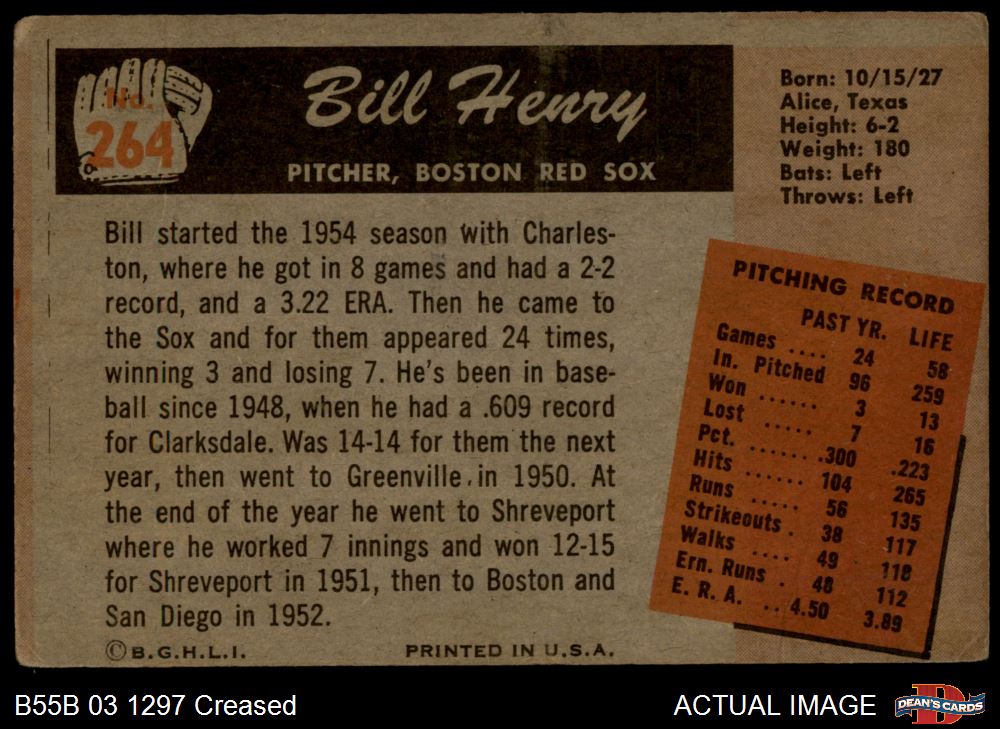 No.
264
Bill Henry
PITCHER, BOSTON RED SOX
Born: 10/15/27
Alice, Texas
Height: 6-2
Weight: 180
Bats: Left
Throws: Left
Bill started the 1954 season with Charles-
ton, where he got in 8 games and had a 2-2
record, and a 3.22 ERA. Then he came to
the Sox and for them appeared 24 times,
winning 3 and losing 7. He's been in base-
ball since 1948, when he had a .609 record
for Clarksdale. Was 14-14 for them the next
year, then went to Greenville in 1950. At
the end of the year he went to Shreveport
where he worked 7 innings and won 12-15
for Shreveport in 1951, then to Boston and
San Diego in 1952.
PITCHING RECORD
PAST YR. LIFE
Games .... 24 58
In. Pitched 96 259
Won ...... 3 13
Lost ..... 7 16
Pct. ...... .300 .223
Hits ...... 104 265
Runs ..... 56 135
Strikeouts . 38 117
Walks .... 49 118
Ern. Runs . 48 112
E. R. A. .. 4.50 3.89
©B.G.H.L.I. PRINTED IN U.S.A.
B55B 03 1297 Creased
ACTUAL IMAGE
D
DEAN'S CARDS